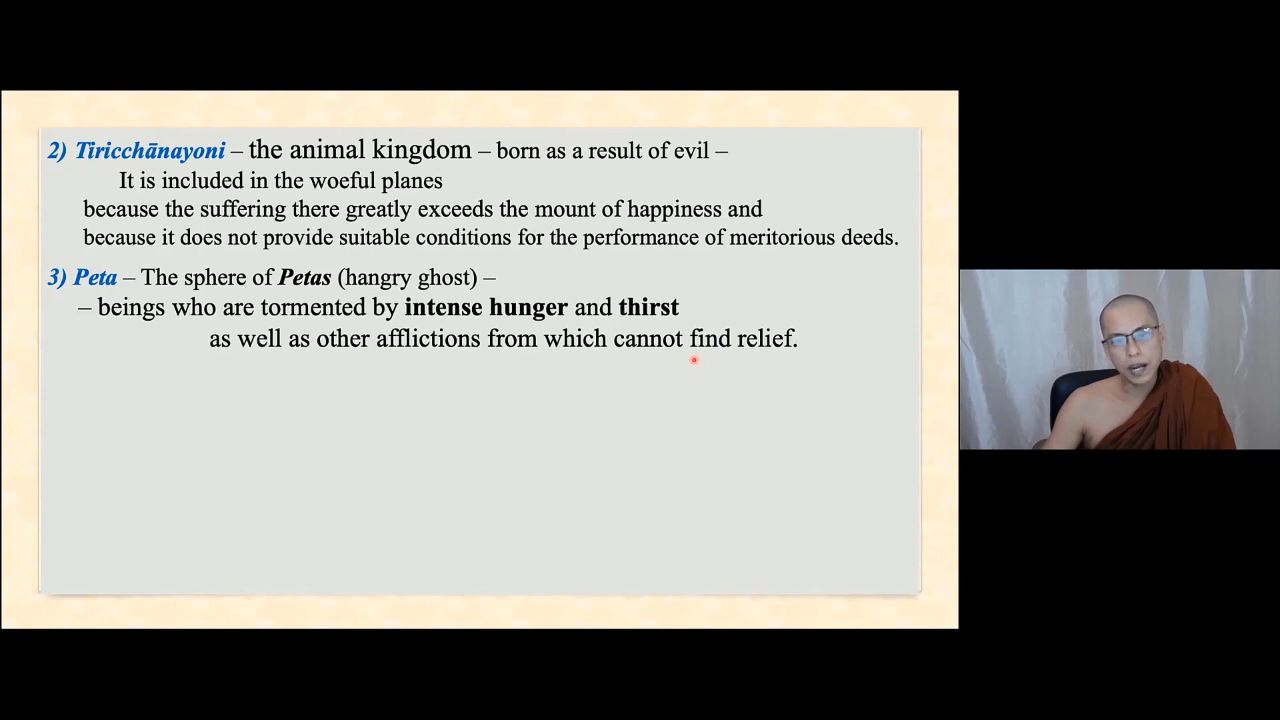 2) Tiricchānayoni – the animal kingdom – born as a result of evil –
It is included in the woeful planes
because the suffering there greatly exceeds the mount of happiness and
because it does not provide suitable conditions for the performance of meritorious deeds.
3) Peta – The sphere of Petas (hangry ghost) –
– beings who are tormented by intense hunger and thirst
as well as other afflictions from which cannot find relief.